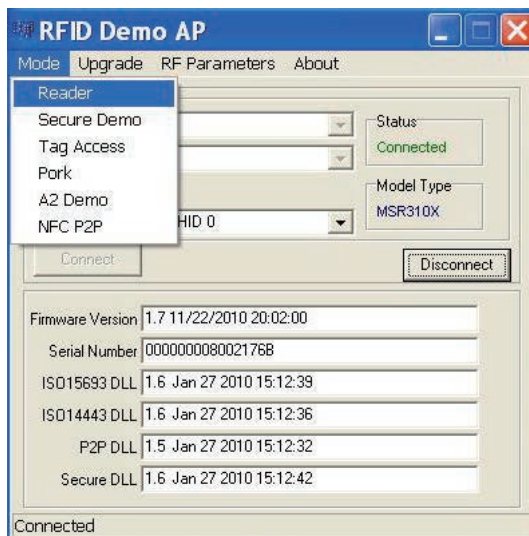 RFID Demo AP
Mode Upgrade RF Parameters About
Reader
Secure Demo
Tag Access
Pork
A2 Demo
NFC P2P
HID 0
Status
Connected
Model Type
MSR310X
Connect
Disconnect
Firmware Version 1.7 11/22/2010 20:02:00
Serial Number 000000008002176B
ISO15693 DLL 1.6 Jan 27 2010 15:12:39
ISO14443 DLL 1.6 Jan 27 2010 15:12:36
P2P DLL 1.5 Jan 27 2010 15:12:32
Secure DLL 1.6 Jan 27 2010 15:12:42
Connected